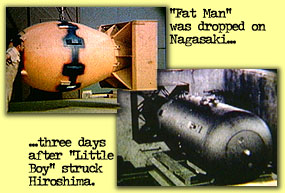 "Fat Man"
was dropped on
Nagasaki...
...three days
after "Little
Boy" struck
Hiroshima.